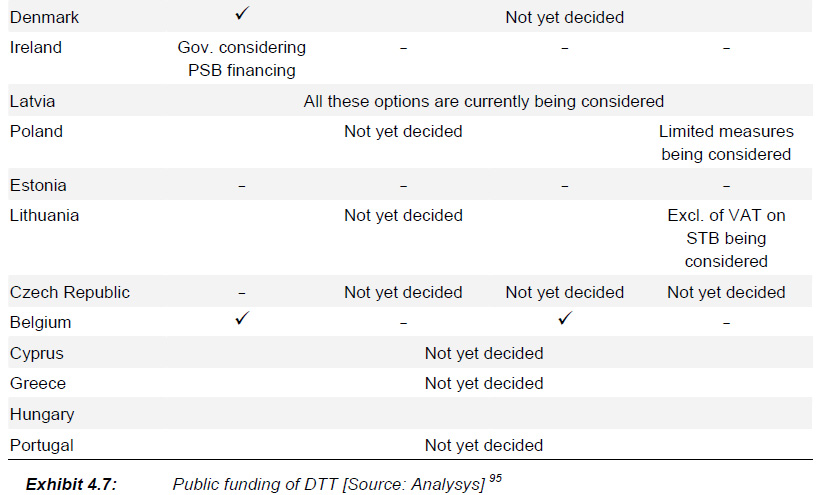 Denmark ✓ Not yet decided
Ireland Gov. considering – – –
PSB financing
Latvia All these options are currently being considered
Poland Not yet decided Limited measures
being considered
Estonia – – – –
Lithuania Not yet decided Excl. of VAT on
STB being
considered
Czech Republic – Not yet decided Not yet decided Not yet decided
Belgium ✓ – ✓ –
Cyprus Not yet decided
Greece Not yet decided
Hungary
Portugal Not yet decided
Exhibit 4.7: Public funding of DTT [Source: Analysys] 95